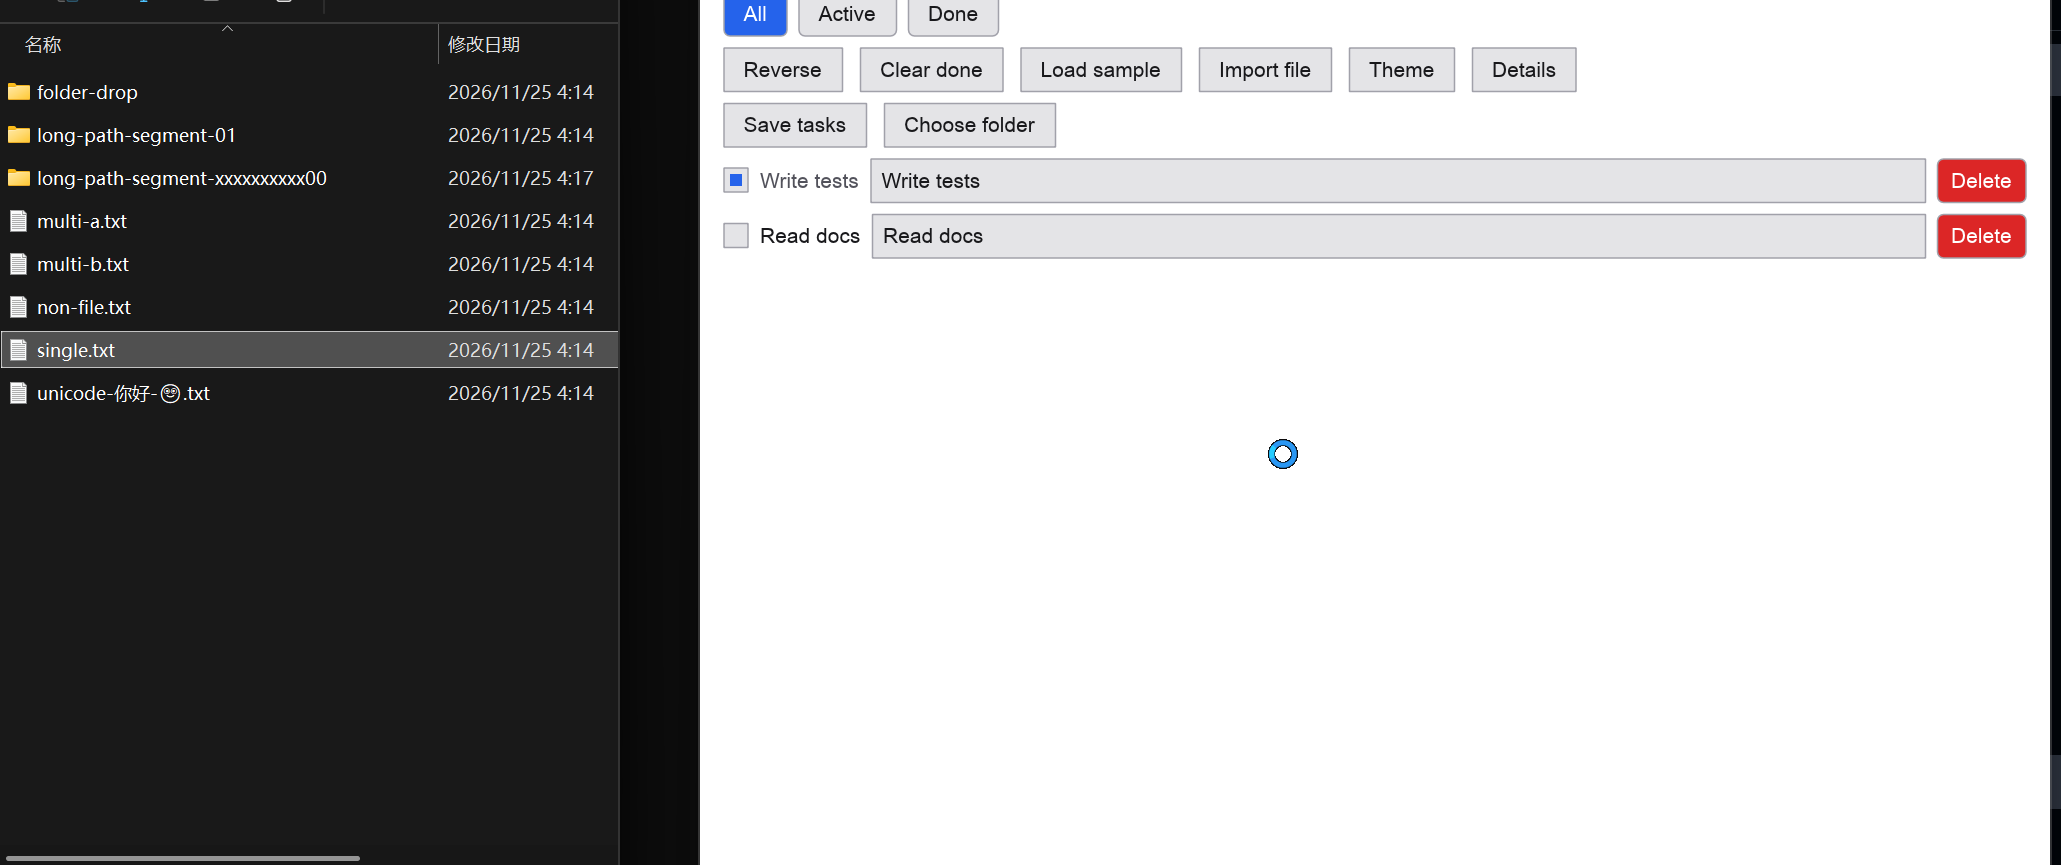 名称 修改日期
folder-drop 2026/11/25 4:14
long-path-segment-01 2026/11/25 4:14
long-path-segment-xxxxxxxxxx00 2026/11/25 4:17
multi-a.txt 2026/11/25 4:14
multi-b.txt 2026/11/25 4:14
non-file.txt 2026/11/25 4:14
single.txt 2026/11/25 4:14
unicode-你好-😵‍💫.txt 2026/11/25 4:14
All Active Done
Reverse Clear done Load sample Import file Theme Details
Save tasks Choose folder
Write tests Write tests Delete
Read docs Read docs Delete